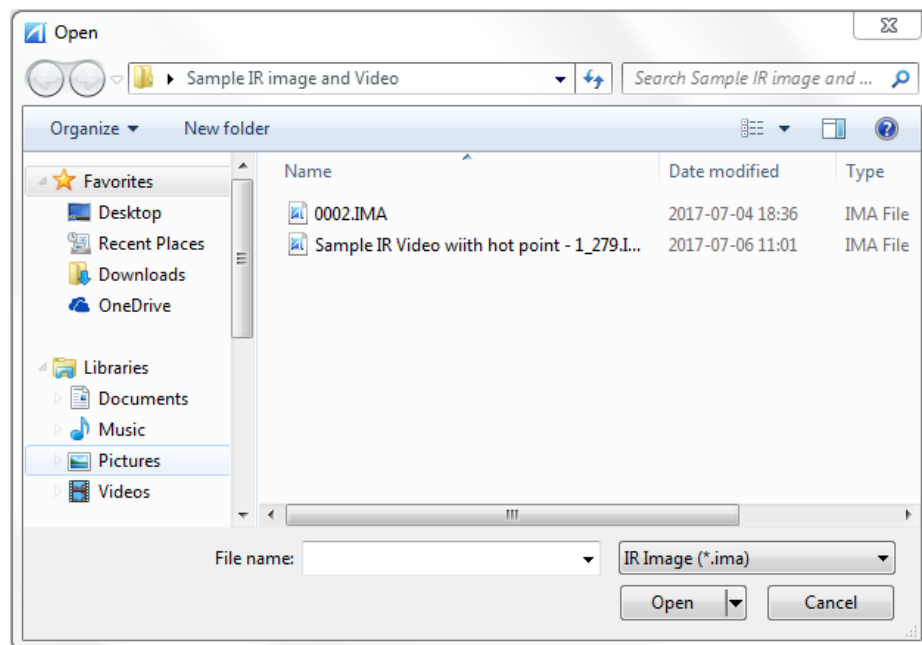 Open
Sample IR image and Video
Search Sample IR image and ...
Organize
New folder
Name
Date modified
Type
Favorites
Desktop
Recent Places
Downloads
OneDrive
Libraries
Documents
Music
Pictures
Videos
0002.IMA
2017-07-04 18:36
IMA File
Sample IR Video wiith hot point - 1_279.I...
2017-07-06 11:01
IMA File
File name:
IR Image (*.ima)
Open
Cancel